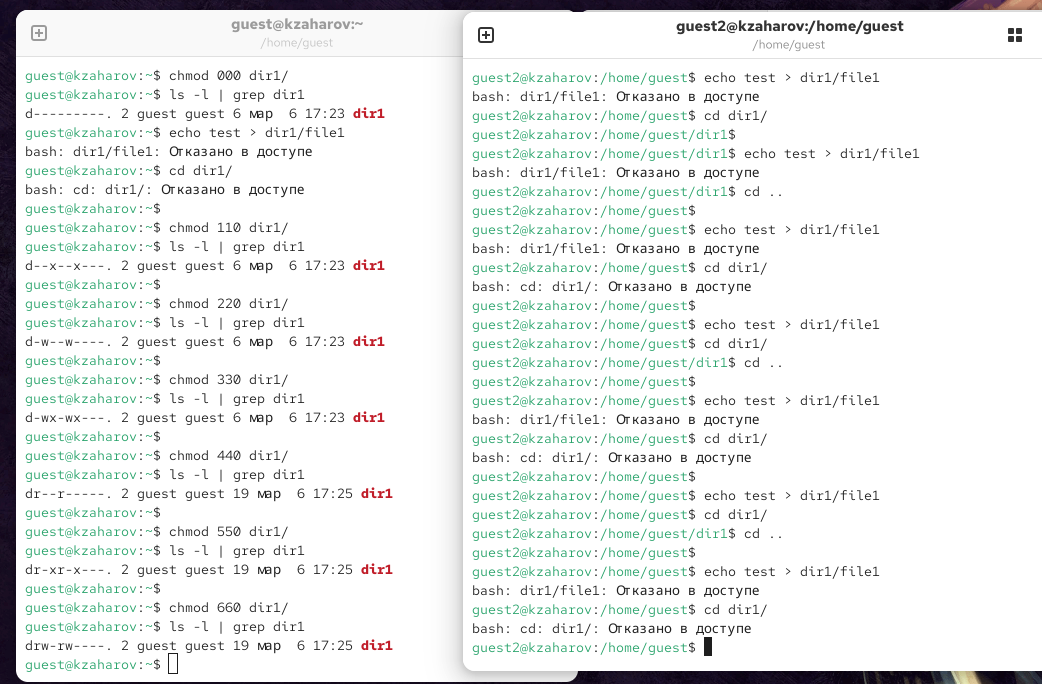 guest@kzaharov:~
/home/guest
guest@kzaharov:~$ chmod 000 dir1/
guest@kzaharov:~$ ls -l | grep dir1
d---------. 2 guest guest 6 мар  6 17:23 dir1
guest@kzaharov:~$ echo test > dir1/file1
bash: dir1/file1: Отказано в доступе
guest@kzaharov:~$ cd dir1/
bash: cd: dir1/: Отказано в доступе
guest@kzaharov:~$
guest@kzaharov:~$ chmod 110 dir1/
guest@kzaharov:~$ ls -l | grep dir1
d--x--x---. 2 guest guest 6 мар  6 17:23 dir1
guest@kzaharov:~$
guest@kzaharov:~$ chmod 220 dir1/
guest@kzaharov:~$ ls -l | grep dir1
d-w--w----. 2 guest guest 6 мар  6 17:23 dir1
guest@kzaharov:~$
guest@kzaharov:~$ chmod 330 dir1/
guest@kzaharov:~$ ls -l | grep dir1
d-wx-wx---. 2 guest guest 6 мар  6 17:23 dir1
guest@kzaharov:~$
guest@kzaharov:~$ chmod 440 dir1/
guest@kzaharov:~$ ls -l | grep dir1
dr--r-----. 2 guest guest 19 мар  6 17:25 dir1
guest@kzaharov:~$
guest@kzaharov:~$ chmod 550 dir1/
guest@kzaharov:~$ ls -l | grep dir1
dr-xr-x---. 2 guest guest 19 мар  6 17:25 dir1
guest@kzaharov:~$
guest@kzaharov:~$ chmod 660 dir1/
guest@kzaharov:~$ ls -l | grep dir1
drw-rw----. 2 guest guest 19 мар  6 17:25 dir1
guest@kzaharov:~$
guest2@kzaharov:/home/guest
/home/guest
guest2@kzaharov:/home/guest$ echo test > dir1/file1
bash: dir1/file1: Отказано в доступе
guest2@kzaharov:/home/guest$ cd dir1/
guest2@kzaharov:/home/guest/dir1$
guest2@kzaharov:/home/guest/dir1$ echo test > dir1/file1
bash: dir1/file1: Отказано в доступе
guest2@kzaharov:/home/guest/dir1$ cd ..
guest2@kzaharov:/home/guest$
guest2@kzaharov:/home/guest$ echo test > dir1/file1
bash: dir1/file1: Отказано в доступе
guest2@kzaharov:/home/guest$ cd dir1/
bash: cd: dir1/: Отказано в доступе
guest2@kzaharov:/home/guest$
guest2@kzaharov:/home/guest$ echo test > dir1/file1
guest2@kzaharov:/home/guest$ cd dir1/
guest2@kzaharov:/home/guest/dir1$ cd ..
guest2@kzaharov:/home/guest$
guest2@kzaharov:/home/guest$ echo test > dir1/file1
bash: dir1/file1: Отказано в доступе
guest2@kzaharov:/home/guest$ cd dir1/
bash: cd: dir1/: Отказано в доступе
guest2@kzaharov:/home/guest$
guest2@kzaharov:/home/guest$ echo test > dir1/file1
guest2@kzaharov:/home/guest$ cd dir1/
guest2@kzaharov:/home/guest/dir1$ cd ..
guest2@kzaharov:/home/guest$
guest2@kzaharov:/home/guest$ echo test > dir1/file1
bash: dir1/file1: Отказано в доступе
guest2@kzaharov:/home/guest$ cd dir1/
bash: cd: dir1/: Отказано в доступе
guest2@kzaharov:/home/guest$